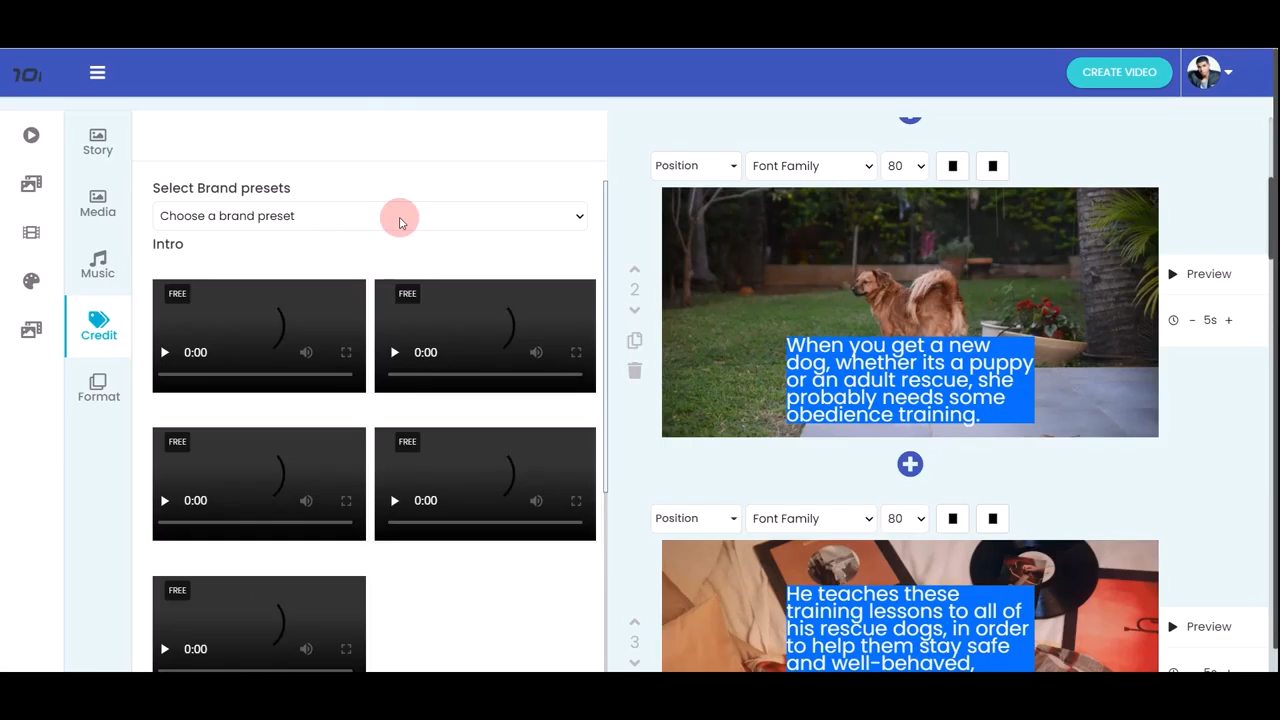 10i
CREATE VIDEO
Story
Media
Music
Credit
Format
Select Brand presets
Choose a brand preset
Intro
FREE
0:00
FREE
0:00
FREE
0:00
FREE
0:00
FREE
0:00
Position
Font Family
80
2
When you get a new
dog, whether its a puppy
or an adult rescue, she
probably needs some
obedience training.
Preview
- 5s +
Position
Font Family
80
3
He teaches these
training lessons to all of
his rescue dogs, in order
to help them stay safe
and well-behaved,
Preview